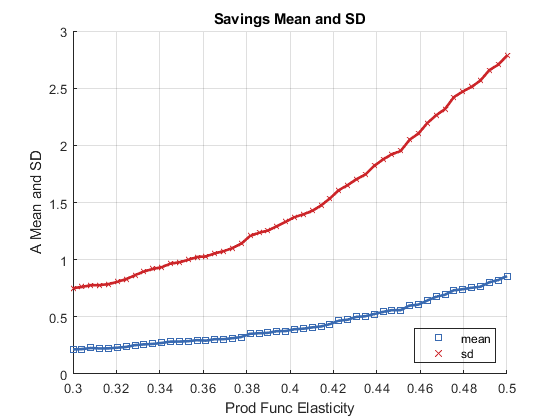 Savings Mean and SD
A Mean and SD
3
2.5
2
1.5
1
0.5
0
mean
sd
0.3 0.32 0.34 0.36 0.38 0.4 0.42 0.44 0.46 0.48 0.5
Prod Func Elasticity